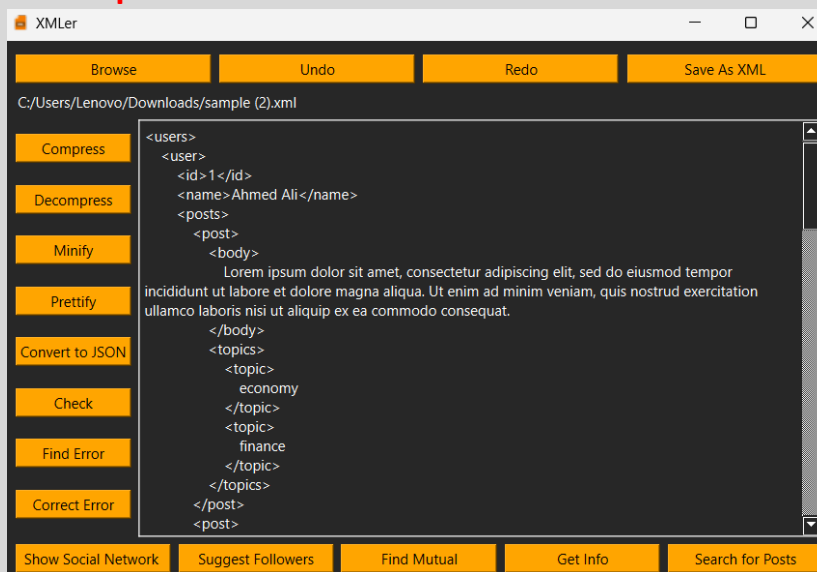 XMLer
Browse Undo Redo Save As XML
C:/Users/Lenovo/Downloads/sample (2).xml
Compress
Decompress
Minify
Prettify
Convert to JSON
Check
Find Error
Correct Error
<users>
<user>
<id>1</id>
<name>Ahmed Ali</name>
<posts>
<post>
<body>
Lorem ipsum dolor sit amet, consectetur adipiscing elit, sed do eiusmod tempor
incididunt ut labore et dolore magna aliqua. Ut enim ad minim veniam, quis nostrud exercitation
ullamco laboris nisi ut aliquip ex ea commodo consequat.
</body>
<topics>
<topic>
economy
</topic>
<topic>
finance
</topic>
</topics>
</post>
<post>
Show Social Network Suggest Followers Find Mutual Get Info Search for Posts